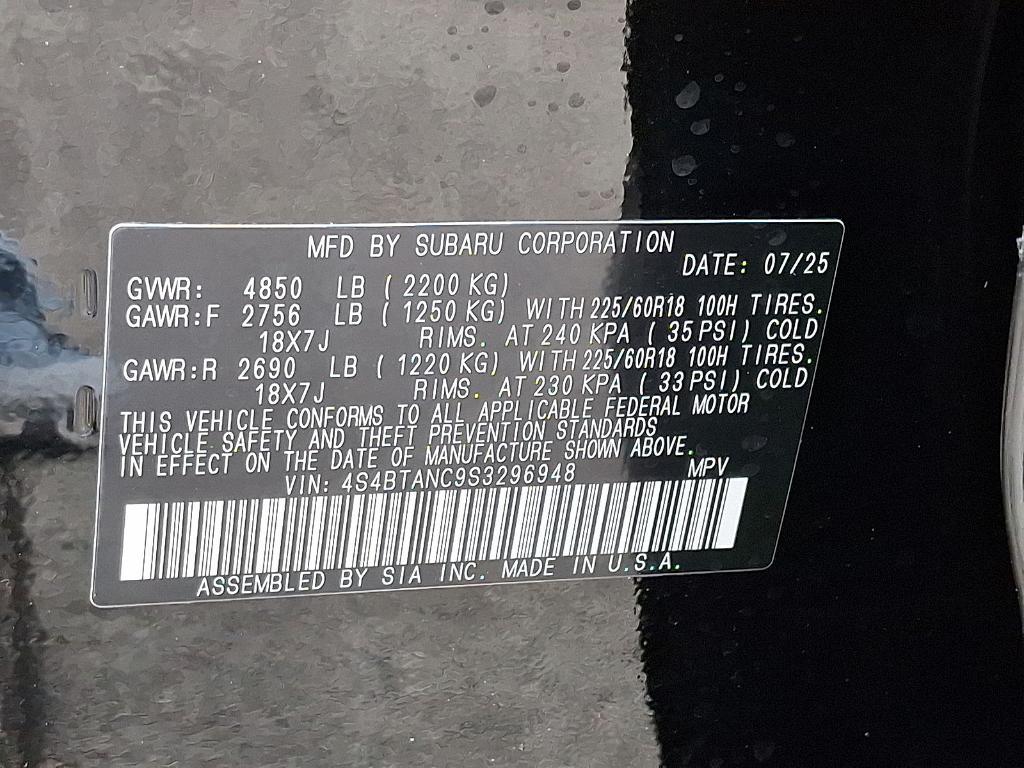 MFD BY SUBARU CORPORATION
DATE: 07/25
GVWR: 4850 LB ( 2200 KG)
GAWR:F 2756 LB ( 1250 KG) WITH 225/60R18 100H TIRES.
18X7J RIMS. AT 240 KPA ( 35 PSI) COLD
GAWR:R 2690 LB ( 1220 KG) WITH 225/60R18 100H TIRES.
18X7J RIMS. AT 230 KPA ( 33 PSI) COLD
THIS VEHICLE CONFORMS TO ALL APPLICABLE FEDERAL MOTOR
VEHICLE SAFETY AND THEFT PREVENTION STANDARDS
IN EFFECT ON THE DATE OF MANUFACTURE SHOWN ABOVE.
VIN: 4S4BTANC9S3296948 MPV
ASSEMBLED BY SIA INC. MADE IN U.S.A.